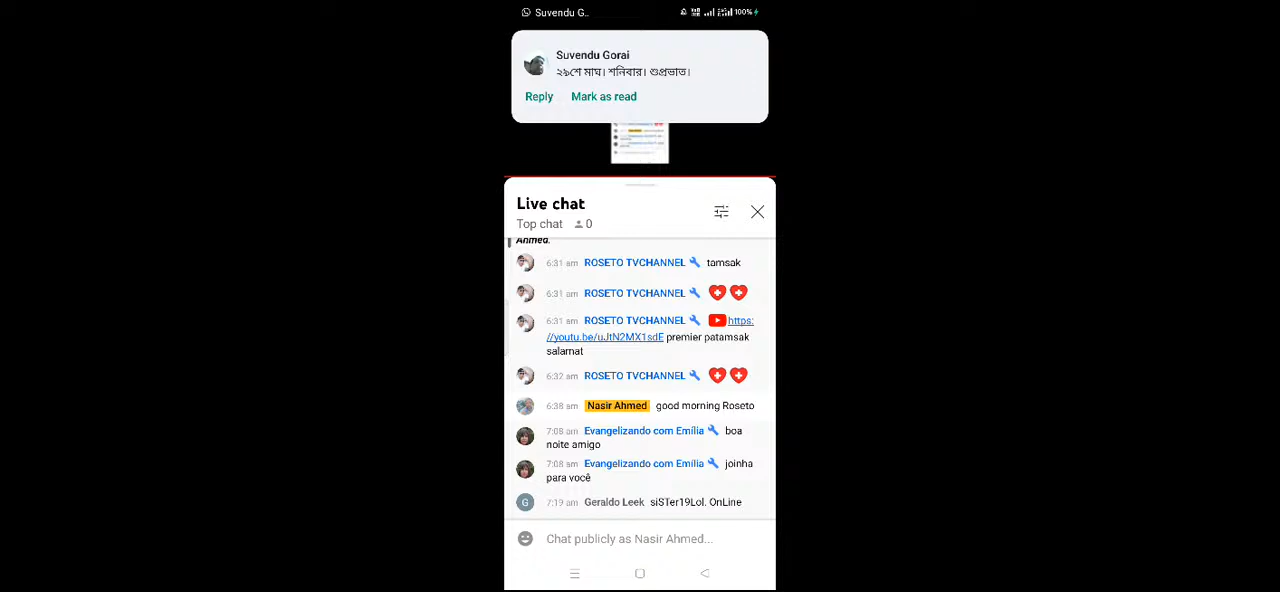 Suvendu G..
100%
Suvendu Gorai
২৯শে মাঘ। শনিবার। শুপ্রভাত।
Reply Mark as read
Live chat
Top chat 0
Ahmed.
6:31 am ROSETO TVCHANNEL tamsak
6:31 am ROSETO TVCHANNEL
6:31 am ROSETO TVCHANNEL https:
//youtu.be/uJtN2MX1sdE premier patamsak
salamat
6:32 am ROSETO TVCHANNEL
6:38 am Nasir Ahmed good morning Roseto
7:08 am Evangelizando com Emília boa
noite amigo
7:08 am Evangelizando com Emília joinha
para você
G 7:19 am Geraldo Leek siSTer19Lol. OnLine
Chat publicly as Nasir Ahmed...